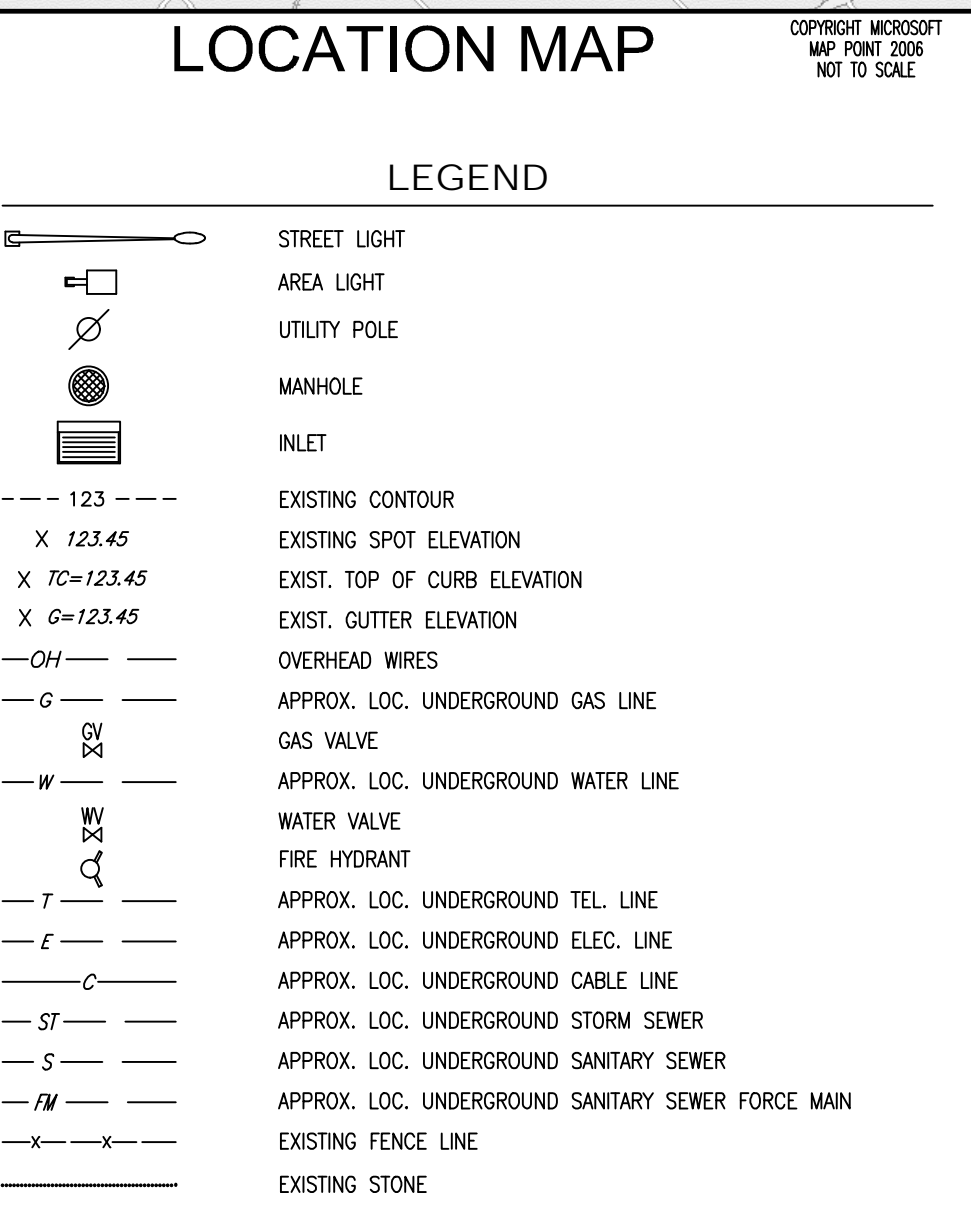 LOCATION MAP
COPYRIGHT MICROSOFT
MAP POINT 2006
NOT TO SCALE
LEGEND
STREET LIGHT
AREA LIGHT
UTILITY POLE
MANHOLE
INLET
123 EXISTING CONTOUR
X 123.45 EXISTING SPOT ELEVATION
X TC=123.45 EXIST. TOP OF CURB ELEVATION
X G=123.45 EXIST. GUTTER ELEVATION
OH OVERHEAD WIRES
G APPROX. LOC. UNDERGROUND GAS LINE
GV GAS VALVE
W APPROX. LOC. UNDERGROUND WATER LINE
WV WATER VALVE
FIRE HYDRANT
T APPROX. LOC. UNDERGROUND TEL. LINE
E APPROX. LOC. UNDERGROUND ELEC. LINE
C APPROX. LOC. UNDERGROUND CABLE LINE
ST APPROX. LOC. UNDERGROUND STORM SEWER
S APPROX. LOC. UNDERGROUND SANITARY SEWER
FM APPROX. LOC. UNDERGROUND SANITARY SEWER FORCE MAIN
x x EXISTING FENCE LINE
EXISTING STONE